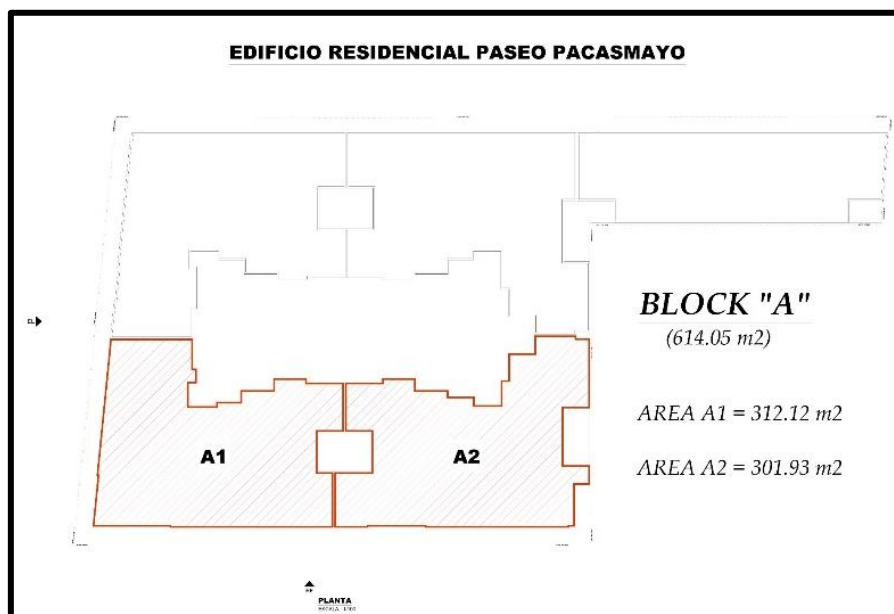 EDIFICIO RESIDENCIAL PASEO PACASMAYO
BLOCK "A"
(614.05 m2)
AREA A1 = 312.12 m2
AREA A2 = 301.93 m2
A1
A2
PLANTA